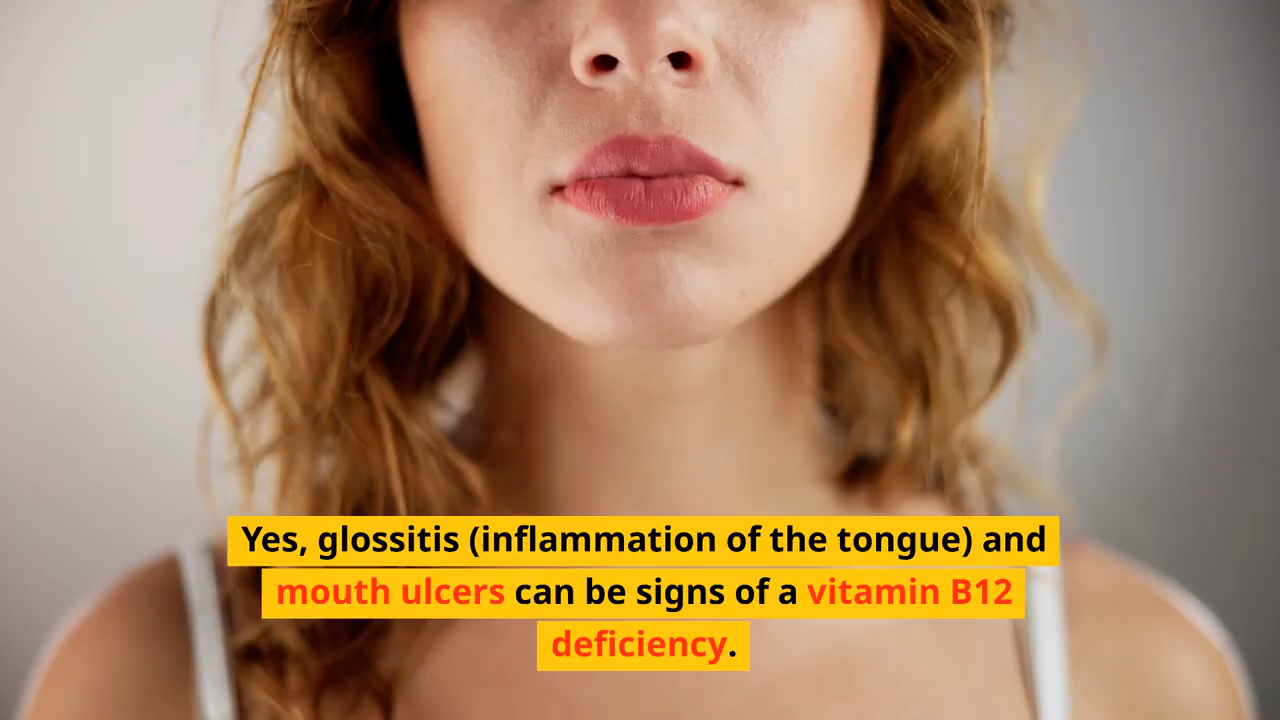 Yes, glossitis (inflammation of the tongue) and
mouth ulcers can be signs of a vitamin B12
deficiency.